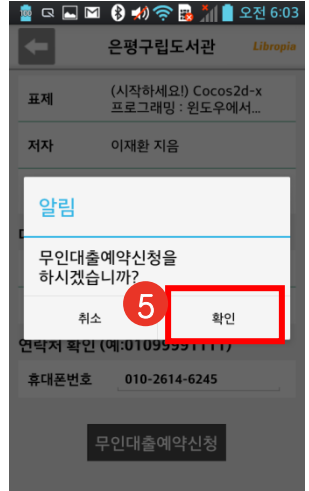 오전 6:03
은평구립도서관 Libropia
표제 (시작하세요!) Cocos2d-x
프로그래밍 : 윈도우에서...
저자 이재환 지음
알림
무인대출예약신청을
하시겠습니까?
5
취소 확인
연락처 확인 (예:01099991111)
휴대폰번호 010-2614-6245
무인대출예약신청